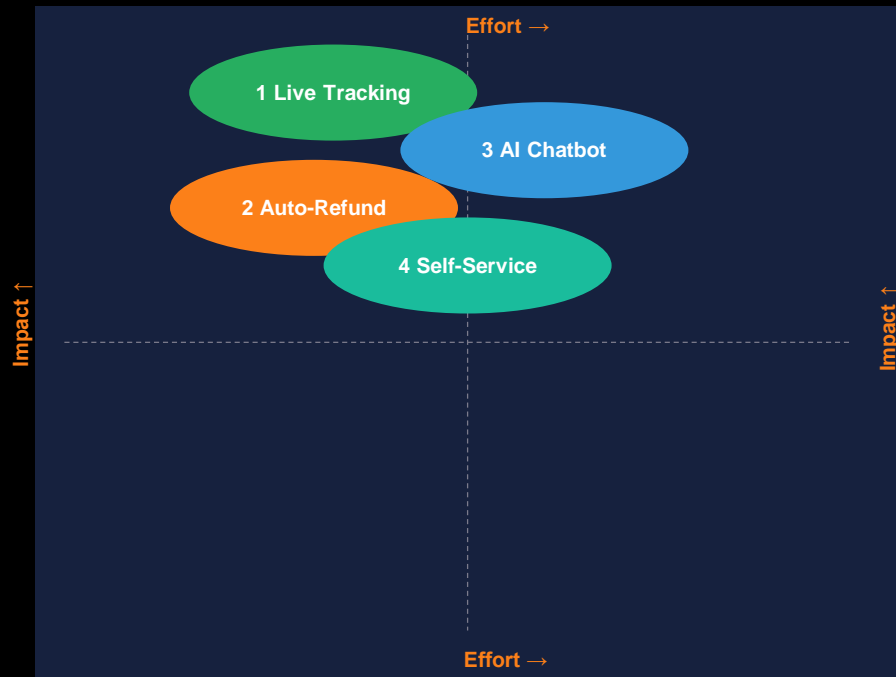 Effort →
1 Live Tracking
3 AI Chatbot
2 Auto-Refund
4 Self-Service
Impact ↑
Impact ↑
Effort →